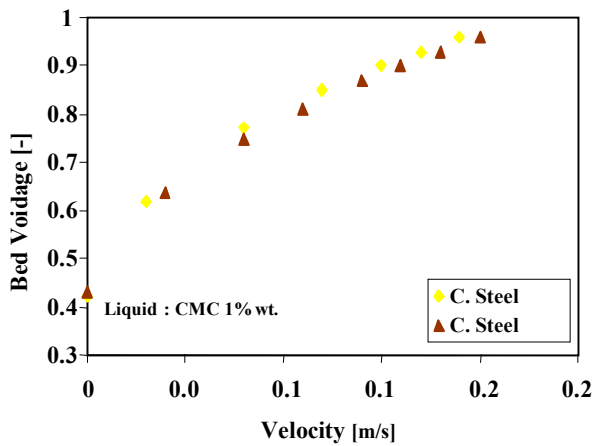 1
0.9
0.8
0.7
0.6
0.5
0.4
0.3
Bed Voidage [-]
Liquid : CMC 1% wt.
C. Steel
C. Steel
0 0.0 0.1 0.1 0.2 0.2
Velocity [m/s]